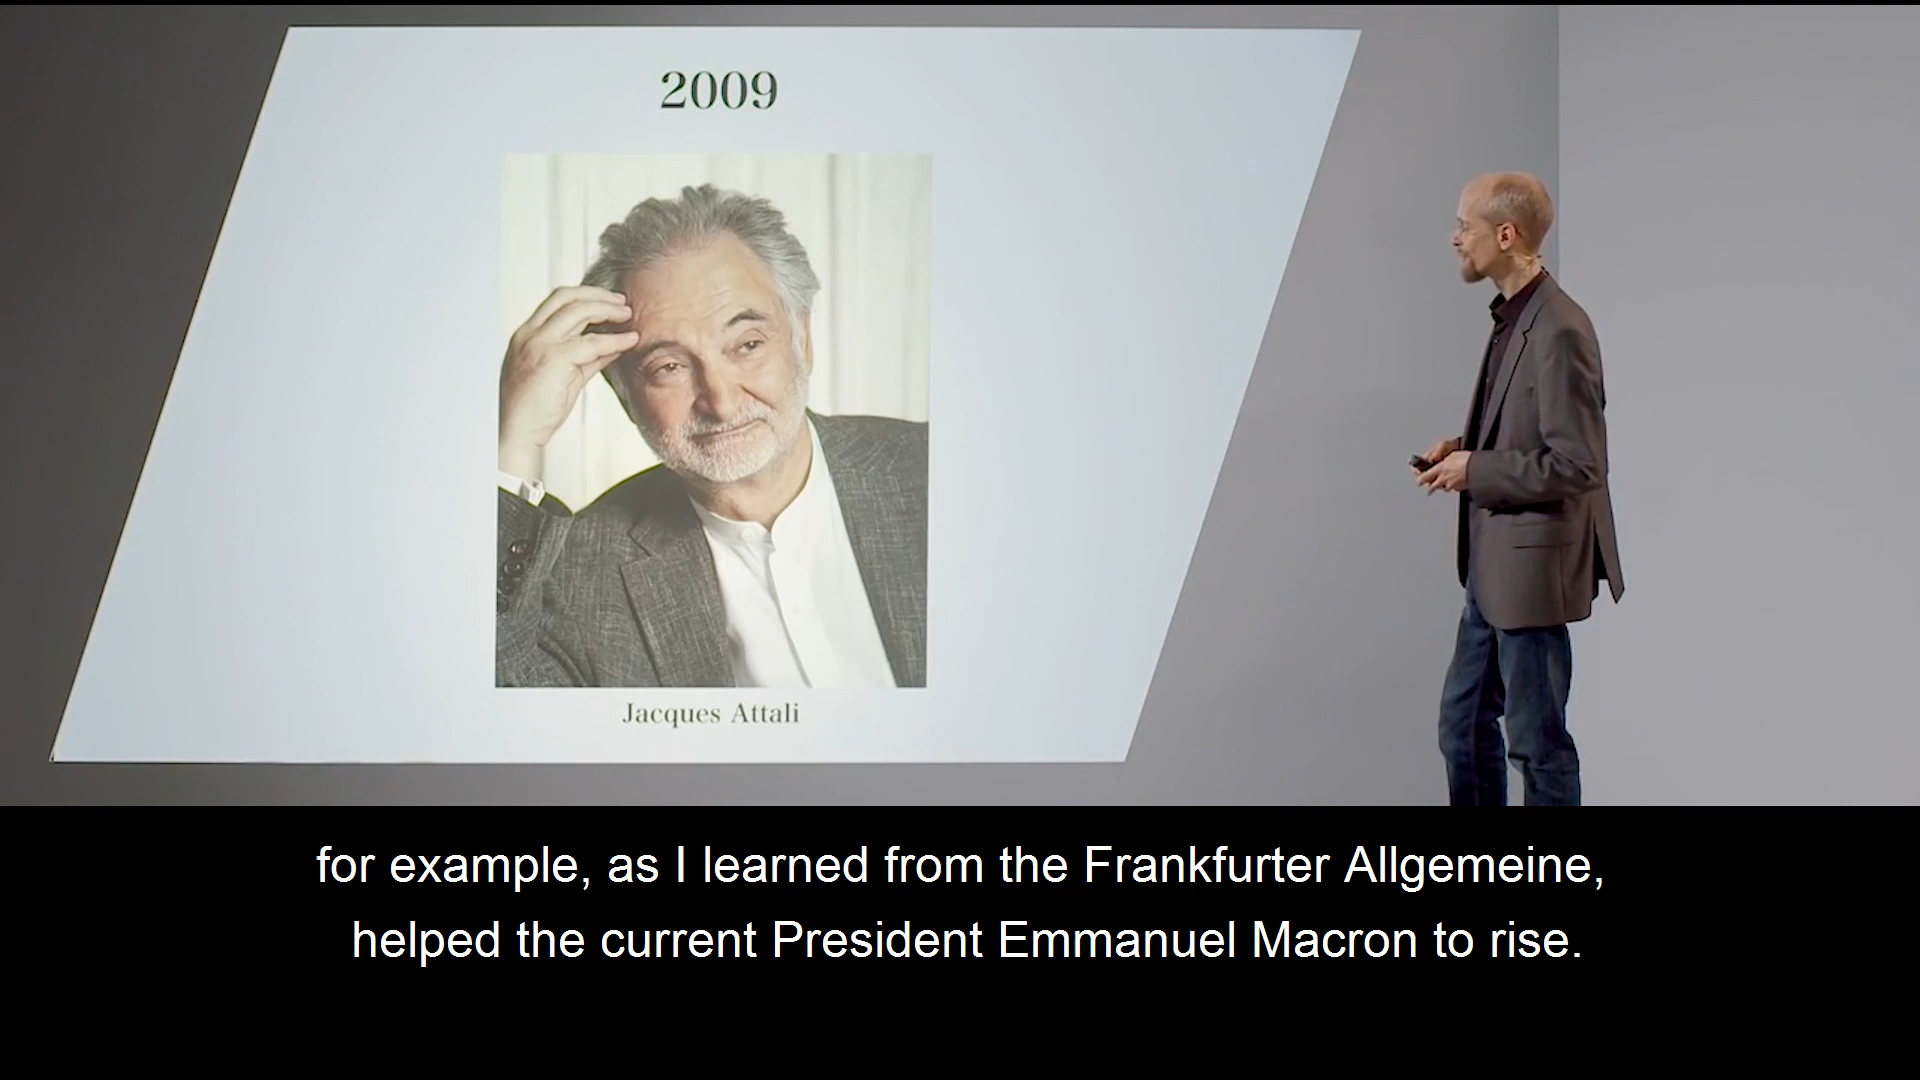 2009
Jacques Attali
for example, as I learned from the Frankfurter Allgemeine,
helped the current President Emmanuel Macron to rise.